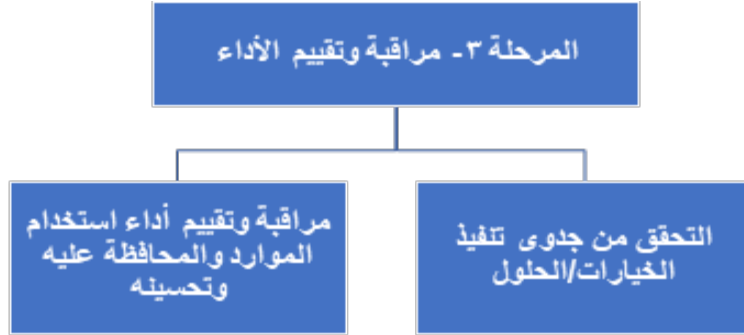 المرحلة ٣- مراقبة وتقييم الأداء
التحقق من جدوى تنفيذ
الخيارات/الحلول
مراقبة وتقييم أداء استخدام
الموارد والمحافظة عليه
وتحسينه